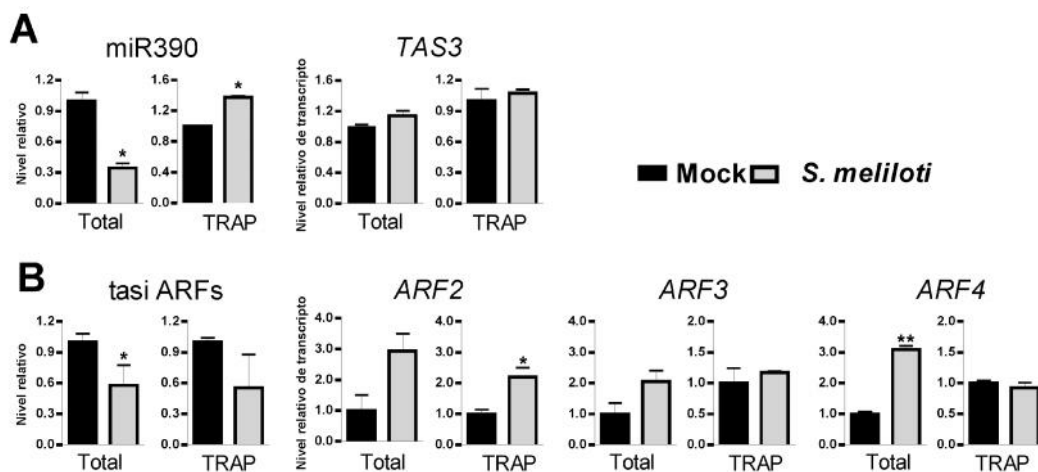 A
miR390
TAS3
Nivel relativo
1.2
0.9
0.6
0.3
0.0
*
Total
1.6
1.2
0.8
0.4
0.0
*
TRAP
Nivel relativo de transcripto
1.6
1.2
0.8
0.4
0.0
Total
1.2
0.9
0.6
0.3
0.0
TRAP
Mock S. meliloti
B
tasi ARFs
ARF2
ARF3
ARF4
Nivel relativo
1.2
0.9
0.6
0.3
0.0
*
Total
1.2
0.9
0.6
0.3
0.0
TRAP
Nivel relativo de transcripto
4.0
3.0
2.0
1.0
0.0
Total
4.0
3.0
2.0
1.0
0.0
*
TRAP
4.0
3.0
2.0
1.0
0.0
Total
2.0
1.5
1.0
0.5
0.0
TRAP
4.0
3.0
2.0
1.0
0.0
**
Total
2.0
1.5
1.0
0.5
0.0
TRAP